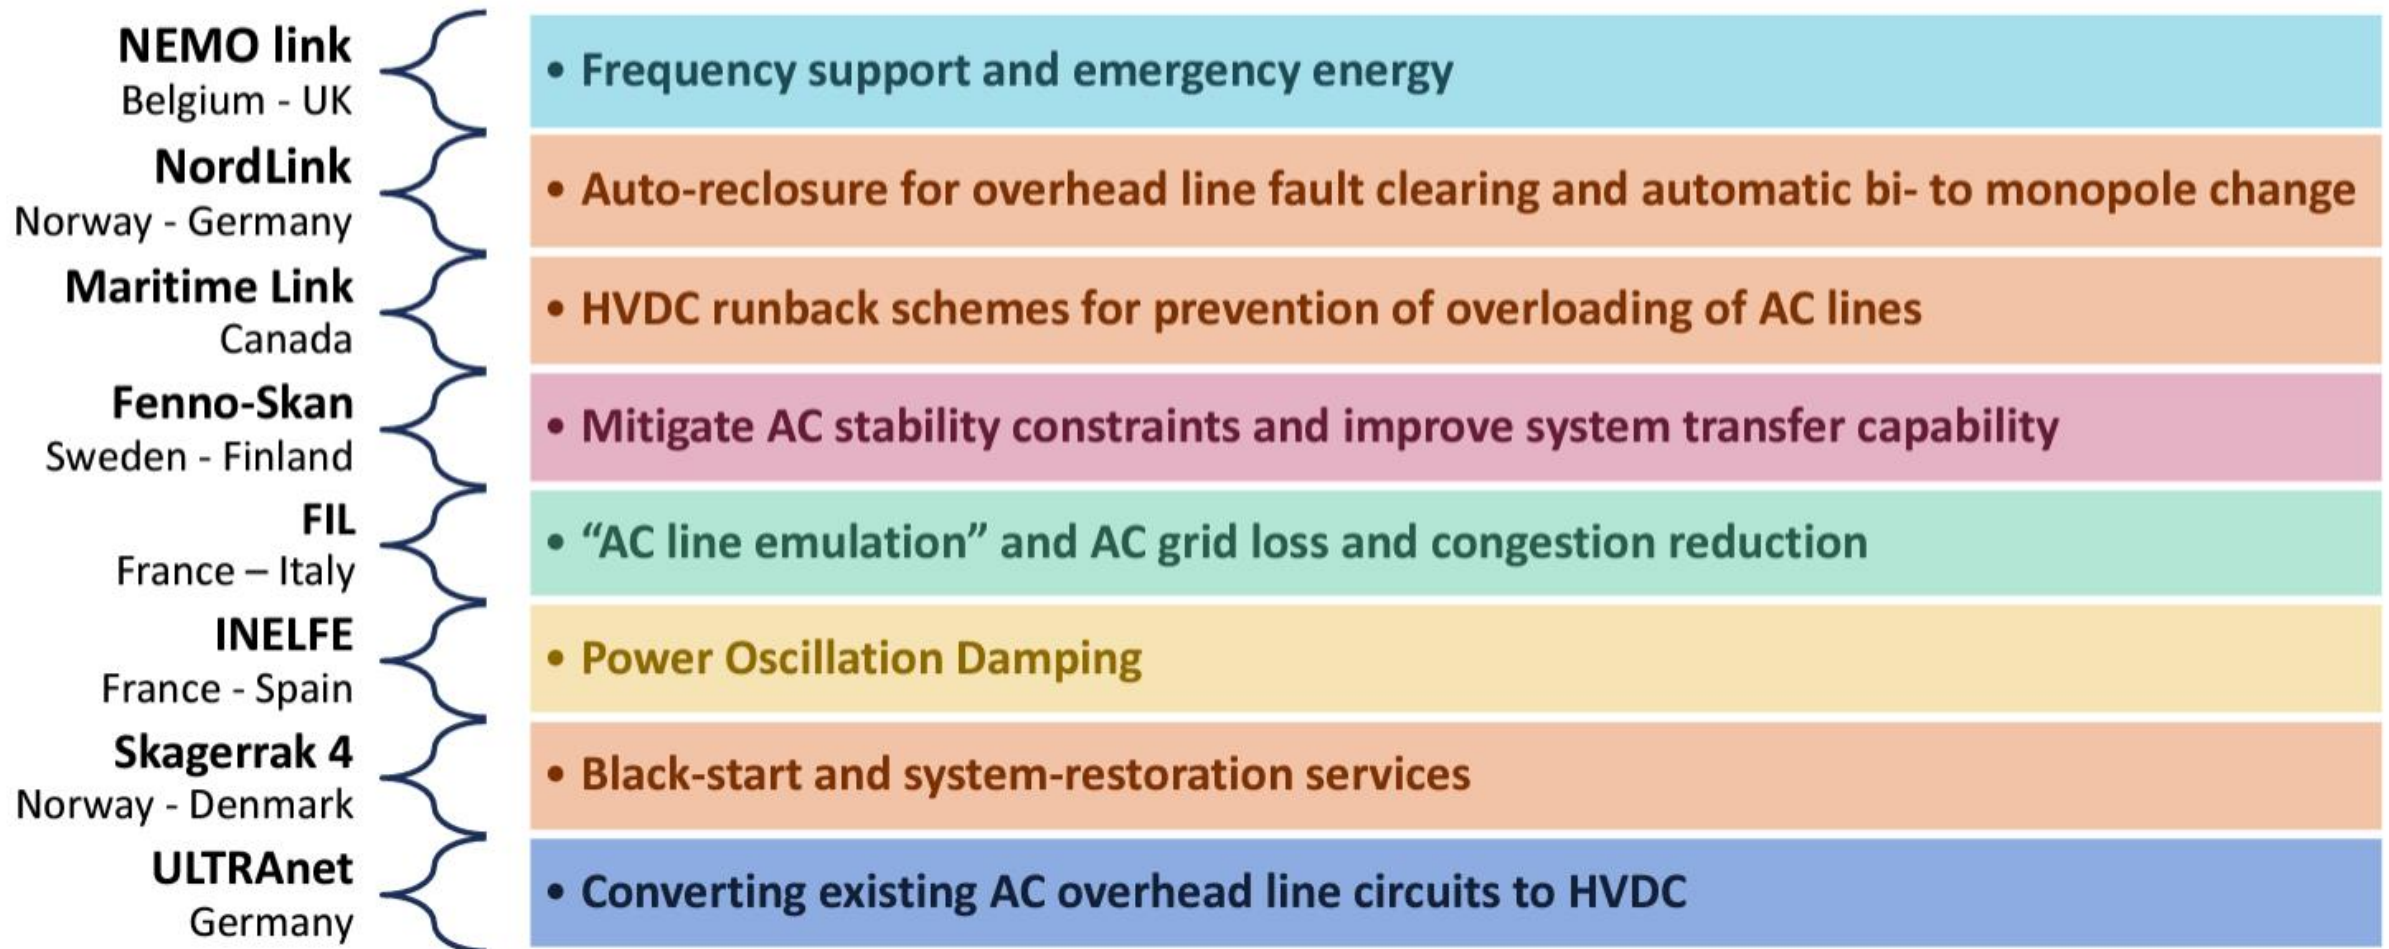 NEMO link
Belgium - UK
• Frequency support and emergency energy
NordLink
Norway - Germany
• Auto-reclosure for overhead line fault clearing and automatic bi- to monopole change
Maritime Link
Canada
• HVDC runback schemes for prevention of overloading of AC lines
Fenno-Skan
Sweden - Finland
• Mitigate AC stability constraints and improve system transfer capability
FIL
France – Italy
• “AC line emulation” and AC grid loss and congestion reduction
INELFE
France - Spain
• Power Oscillation Damping
Skagerrak 4
Norway - Denmark
• Black-start and system-restoration services
ULTRAnet
Germany
• Converting existing AC overhead line circuits to HVDC